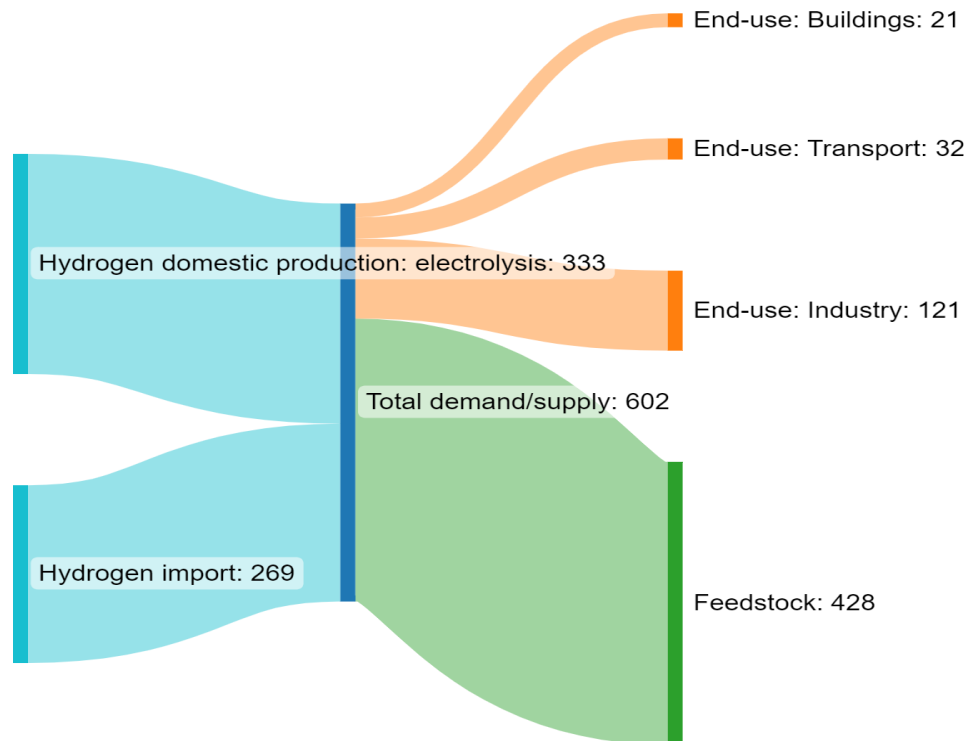 End-use: Buildings: 21
End-use: Transport: 32
Hydrogen domestic production: electrolysis: 333
End-use: Industry: 121
Total demand/supply: 602
Hydrogen import: 269
Feedstock: 428